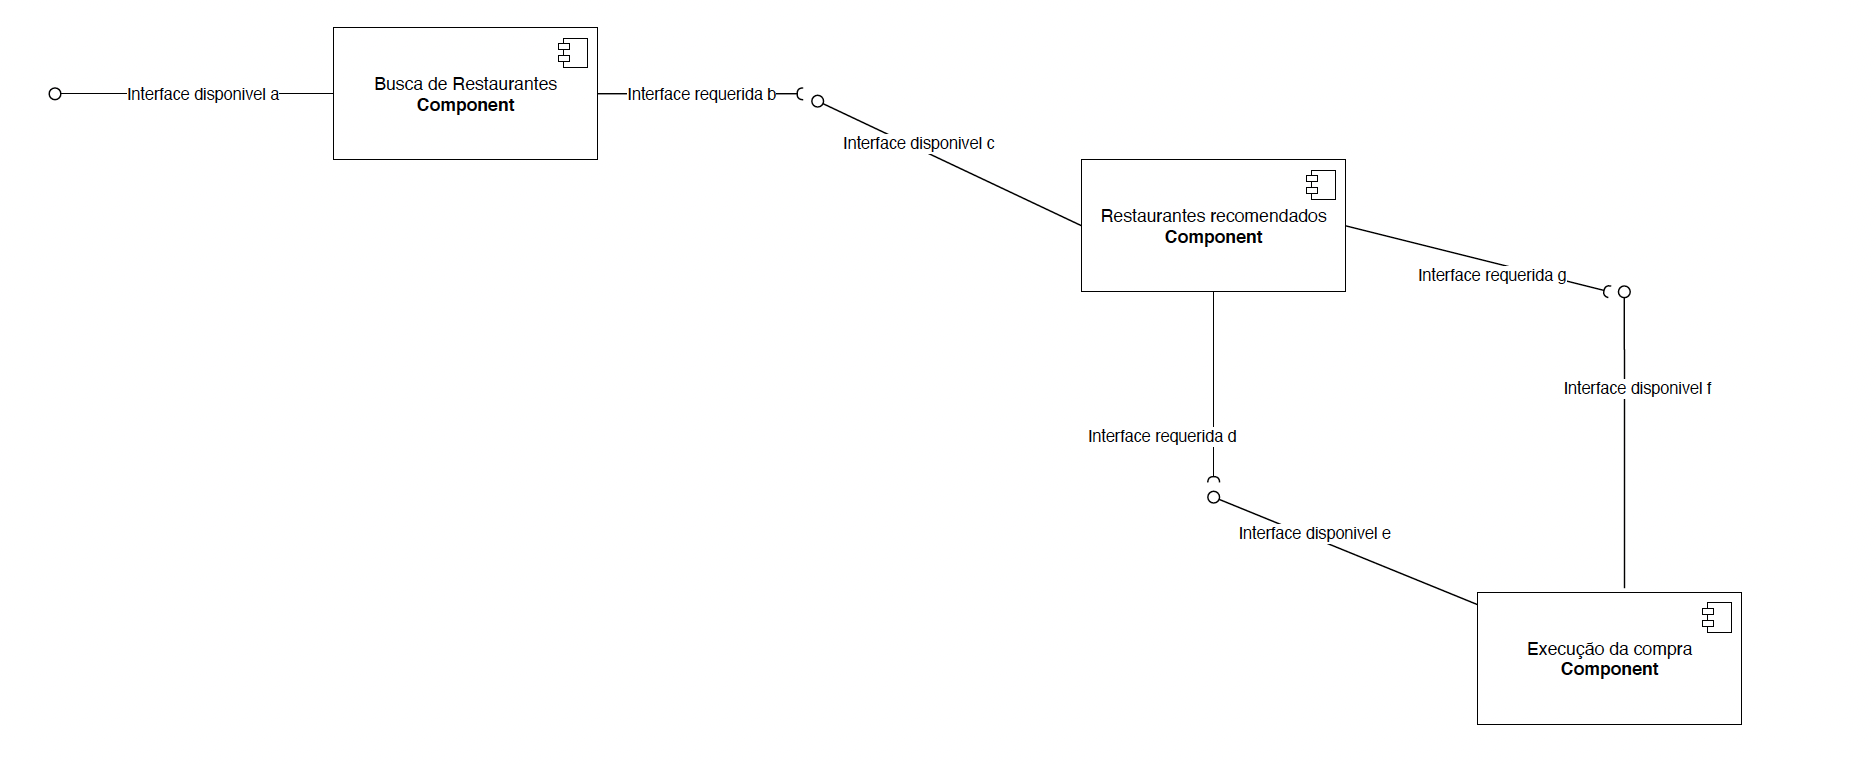 Busca de Restaurantes
Component
Interface disponivel a
Interface requerida b
Interface disponivel c
Restaurantes recomendados
Component
Interface requerida g
Interface disponivel f
Interface requerida d
Interface disponivel e
Execução da compra
Component